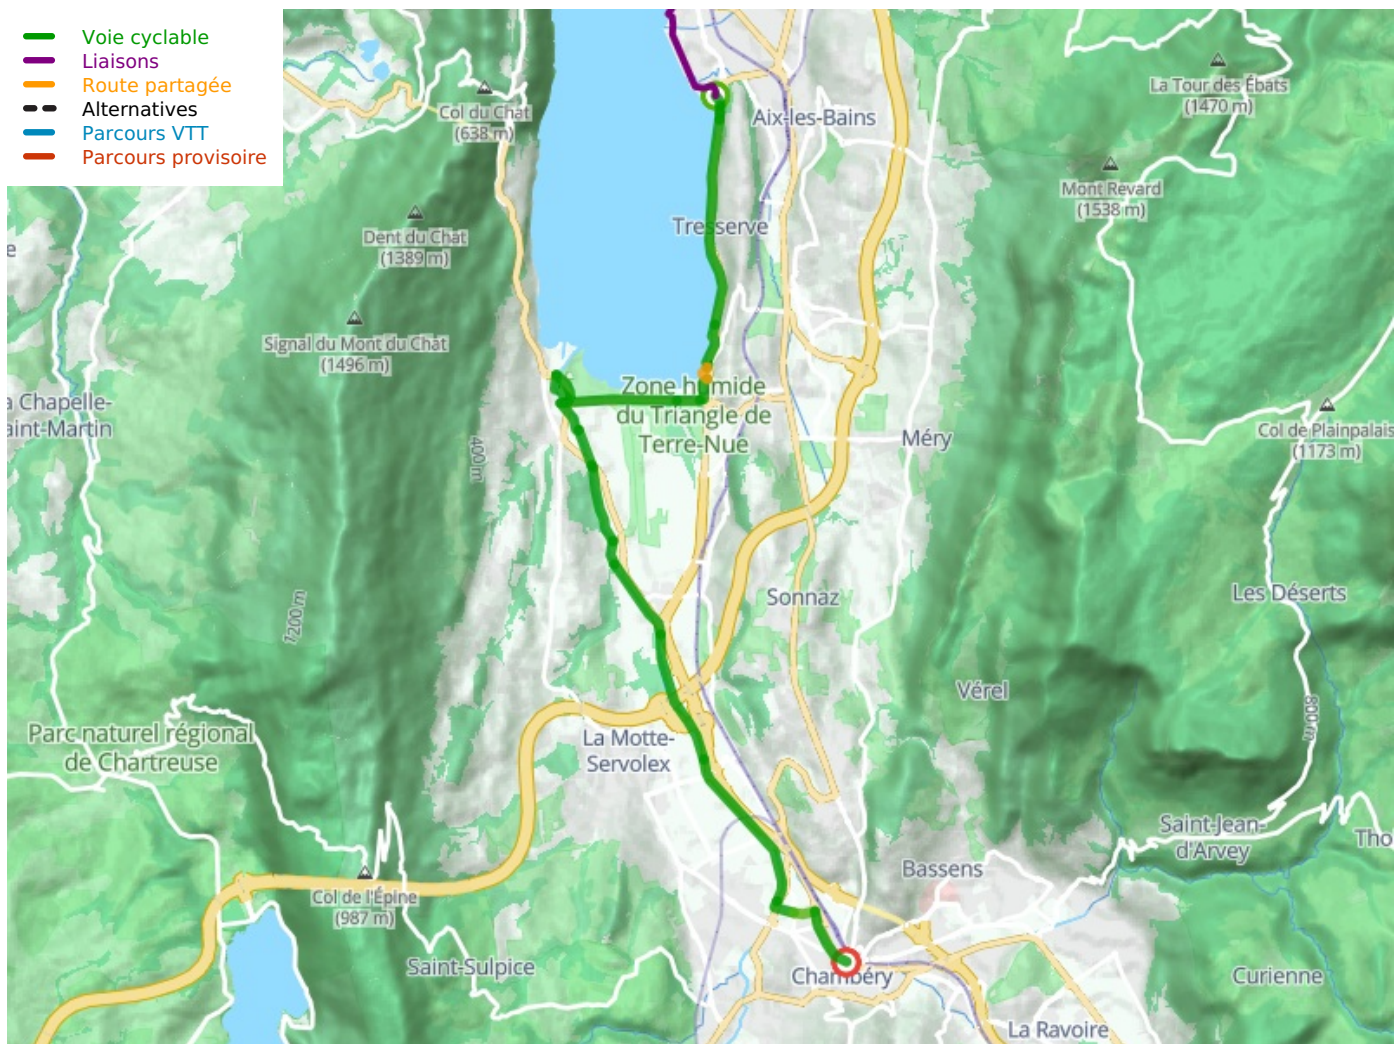 Voie cyclable
Liaisons
Route partagée
Alternatives
Parcours VTT
Parcours provisoire
Col du Chat
(638 m)
Aix-les-Bains
La Tour des Ébats
(1470 m)
Mont Revard
(1538 m)
Dent du Chat
(1389 m)
Tresserve
e
Signal du Mont du Chat
(1496 m)
Zone humide
du Triangle de
Terre-Nue
a Chapelle-
aint-Martin
400 m
Méry
Col de Plainpalais
(1173 m)
1200 m
Sonnaz
Les Déserts
Vérel
800 m
Parc naturel régional
de Chartreuse
La Motte-
Servolex
Saint-Jean-
d'Arvey
Tho
Bassens
Col de l'Épine
(987 m)
Saint-Sulpice
Chambéry
Curienne
La Ravoire